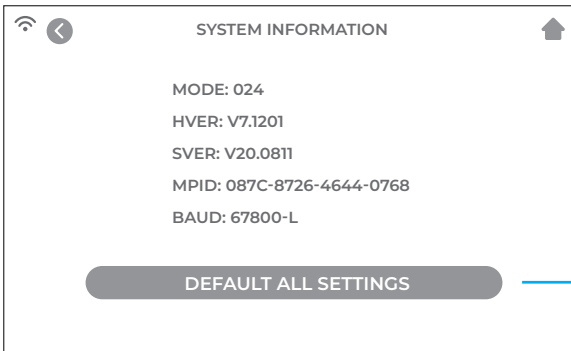 SYSTEM INFORMATION
MODE: 024
HVER: V7.1201
SVER: V20.0811
MPID: 087C-8726-4644-0768
BAUD: 67800-L
DEFAULT ALL SETTINGS